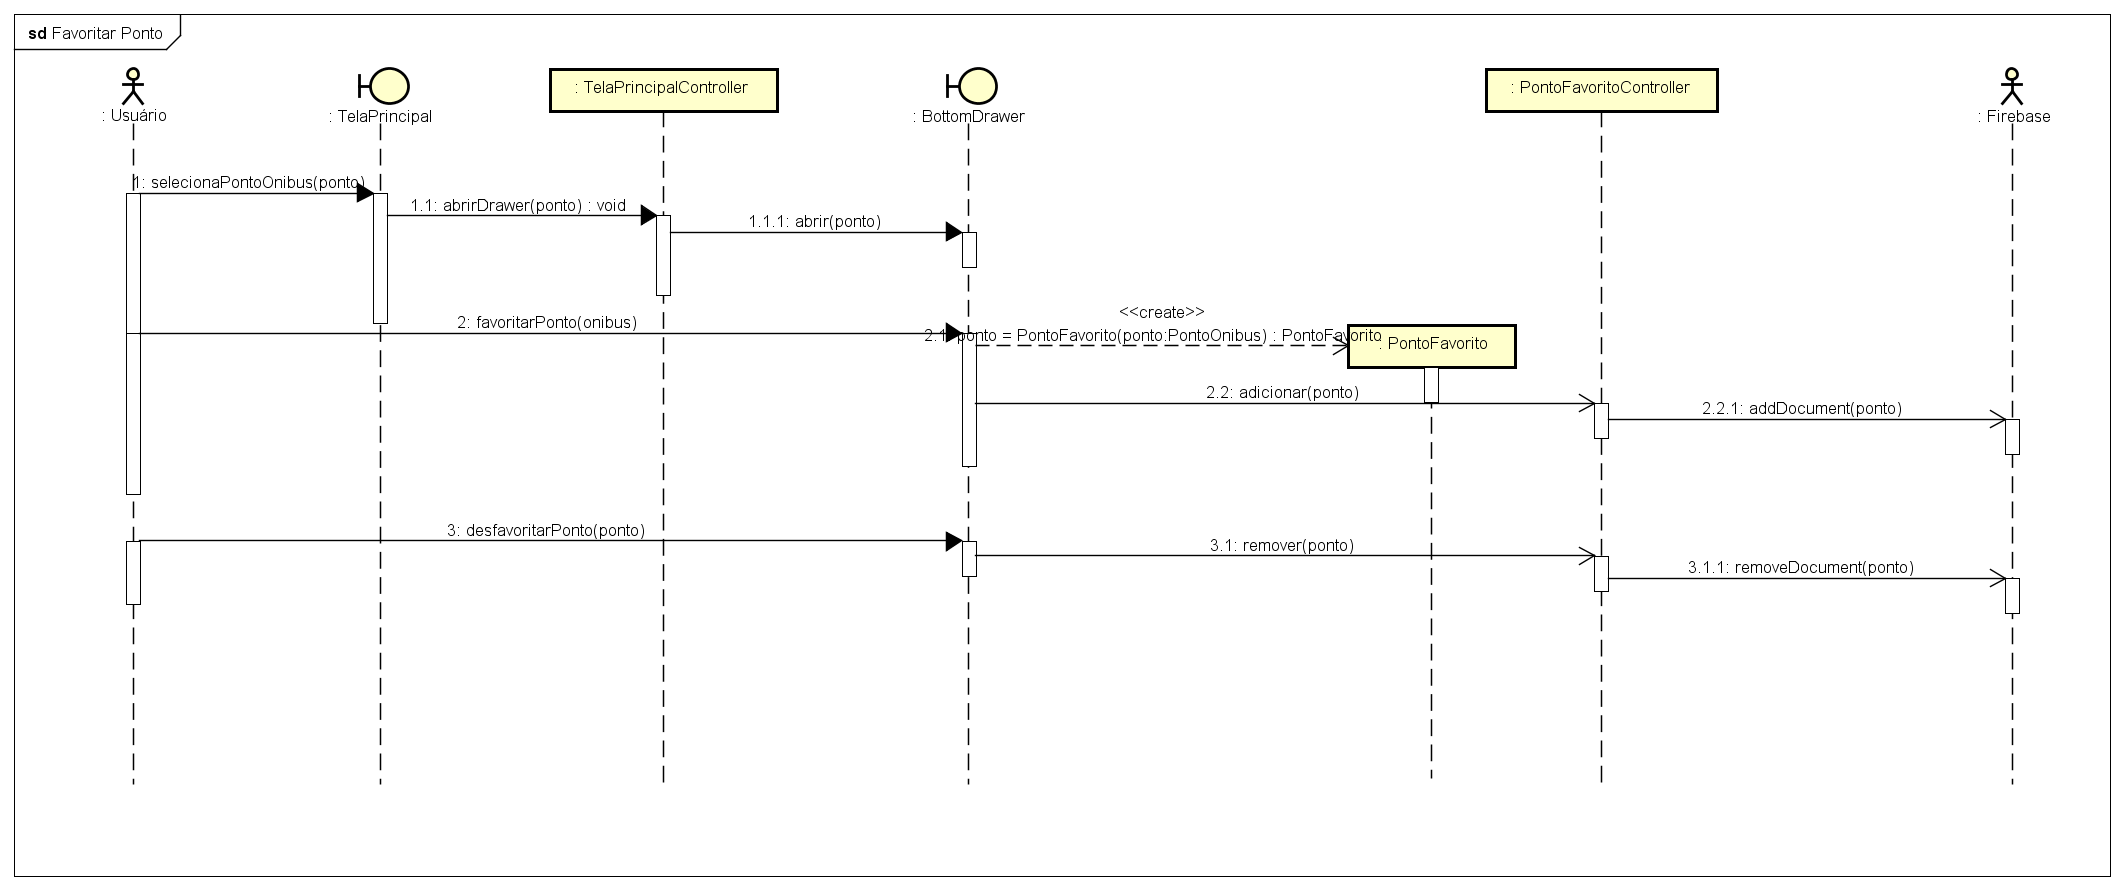 sd Favoritar Ponto
: Usuário
: TelaPrincipal
: TelaPrincipalController
: BottomDrawer
: PontoFavoritoController
: Firebase
1: selecionaPontoOnibus(ponto)
1.1: abrirDrawer(ponto) : void
1.1.1: abrir(ponto)
<<create>>
2: favoritarPonto(onibus)
2.1: ponto = PontoFavorito(ponto:PontoOnibus) : PontoFavorito
: PontoFavorito
2.2: adicionar(ponto)
2.2.1: addDocument(ponto)
3: desfavoritarPonto(ponto)
3.1: remover(ponto)
3.1.1: removeDocument(ponto)